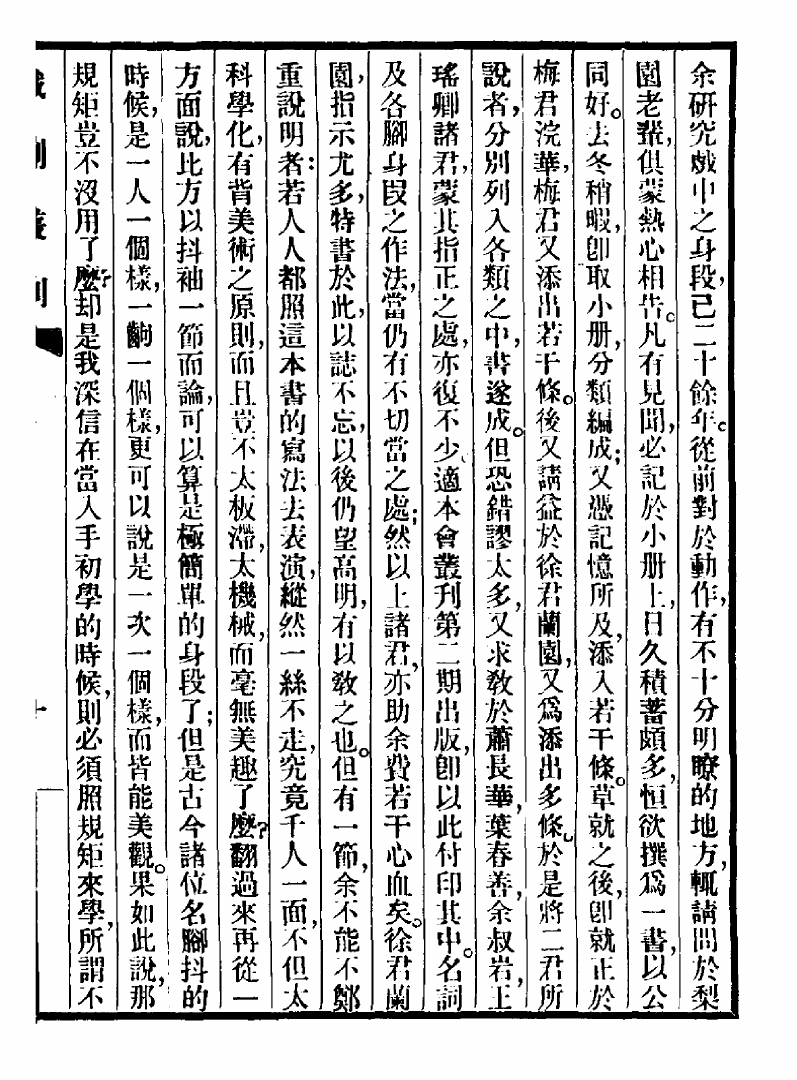 余研究戲中之身段，已二十餘年。從前對於動作，有不十分明瞭的地方，輒請問於梨
園老輩，俱蒙熱心相告。凡有見聞，必記於小册上，日久積蓄頗多，恒欲撰爲一書，以公
同好。去冬稍暇，卽取小册，分類編成；又憑記憶所及，添入若干條。草就之後，卽就正於
梅君浣華，梅君又添出若干條。後又請益於徐君蘭園，又爲添出多條，於是將二君所
說者，分別列入各類之中，書遂成。但恐錯謬太多，又求敎於蕭長華，葉春善，余叔岩，王
瑤卿諸君，蒙其指正之處，亦復不少，適本會叢刊第二期出版，卽以此付印其中。名詞
及各腳身段之作法，當仍有不切當之處；然以上諸君，亦助余費若干心血矣。徐君蘭
園，指示尤多，特書於此，以誌不忘，以後仍望高明，有以敎之也。但有一節，余不能不鄭
重說明者：若人人都照這本書的寫法去表演，縱然一絲不走，究竟千人一面，不但太
科學化，有背美術之原則，而且豈不太板滯，太機械，而毫無美趣了麼？翻過來再從一
方面說，比方以抖袖一節而論，可以算是極簡單的身段了；但是古今諸位名腳抖的
時候，是一人一個樣，一齣一個樣，更可以說是一次一個樣，而皆能美觀。果如此說，那
規矩豈不沒用了麼？却是我深信在當入手初學的時候，則必須照規矩來學，所謂不